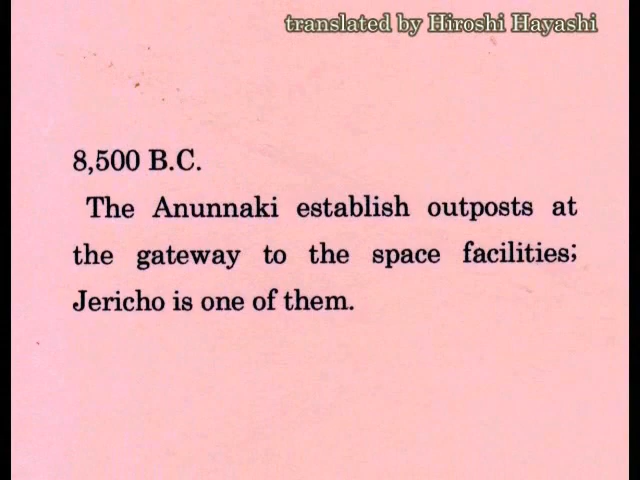 translated by Hiroshi Hayashi
8,500 B.C.
The Anunnaki establish outposts at
the gateway to the space facilities;
Jericho is one of them.